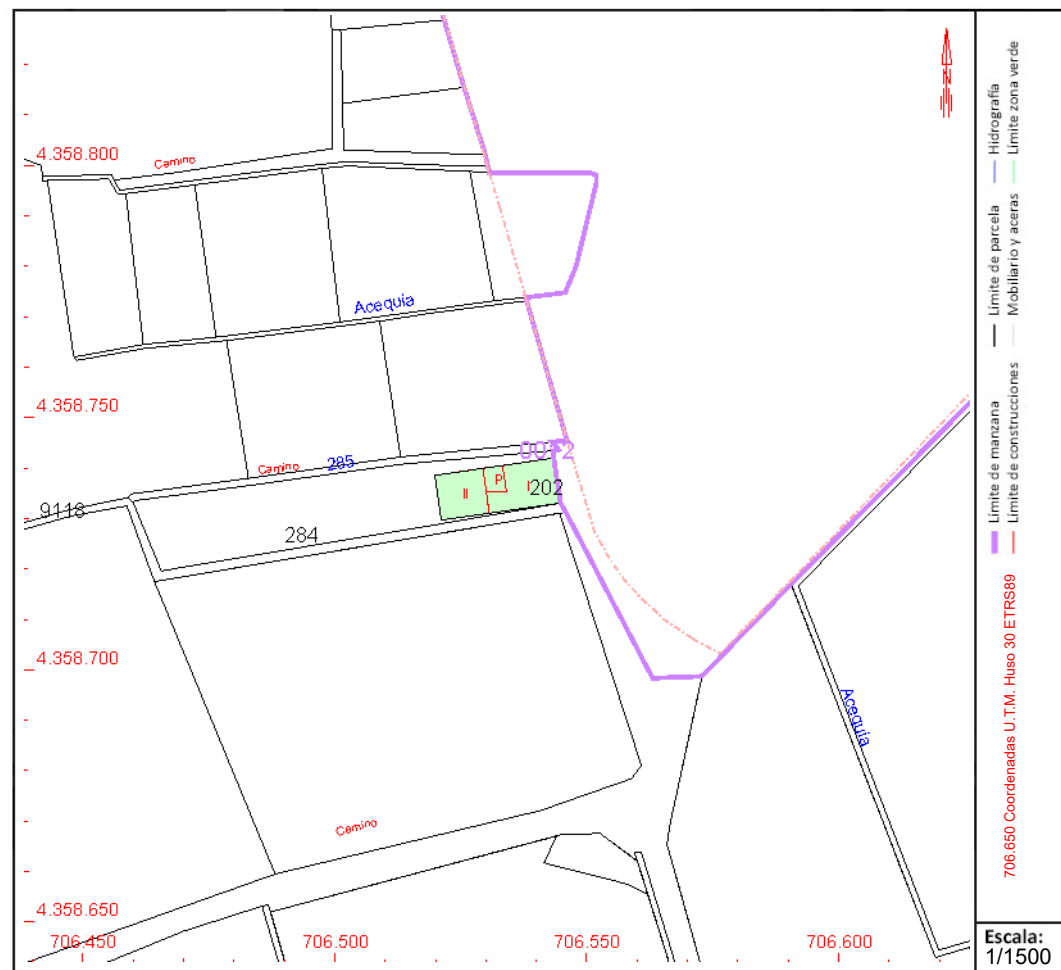 4.358.800
Camino
Acequia
4.358.750
0012
Camino
285
P
II
I
202
9118
284
4.358.700
Acequia
Camino
4.358.650
706.450
706.500
706.550
706.600
N
Límite de manzana
Límite de parcela
Hidrografía
Límite de construcciones
Mobiliario y aceras
Límite zona verde
706.650 Coordenadas U.T.M. Huso 30 ETRS89
Escala:
1/1500